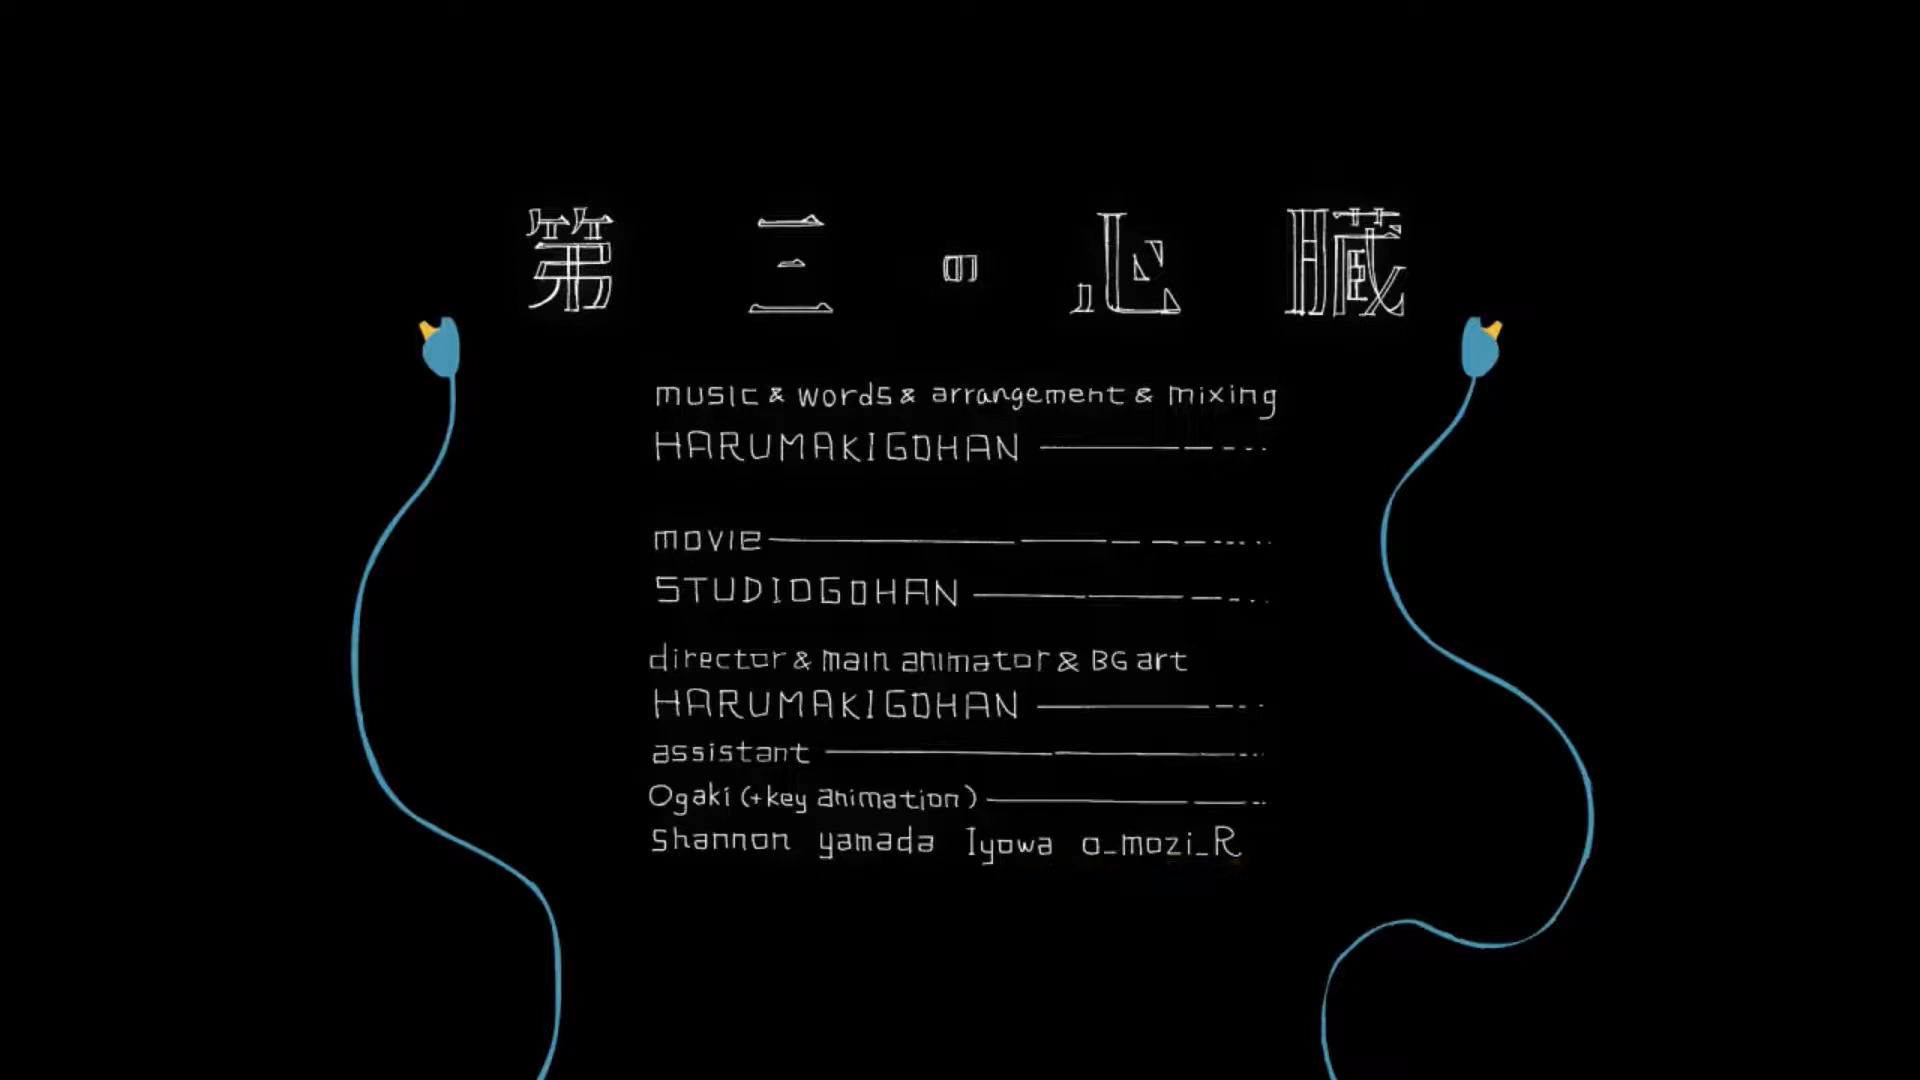 第三の心臓
music & words & arrangement & mixing
HARUMAKIGOHAN
movie
STUDIOGOHAN
director & main animator & BG art
HARUMAKIGOHAN
assistant
Ogaki (+key animation)
Shannon yamada Iyowa o_mozi_R